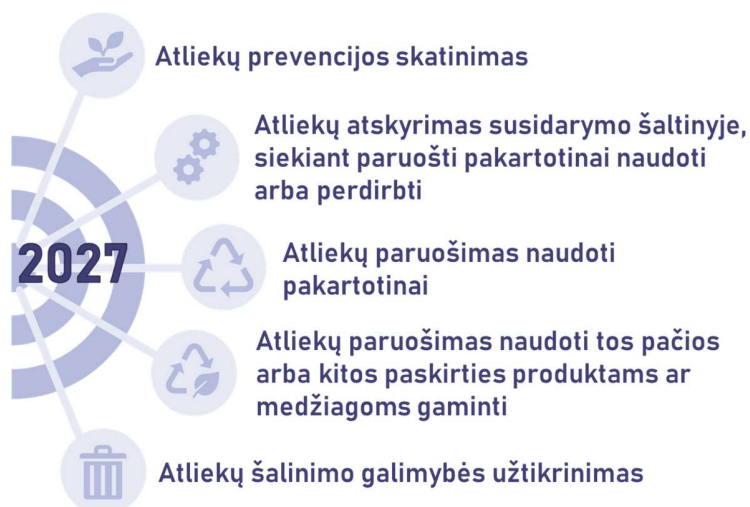 Atliekų prevencijos skatinimas
Atliekų atskyrimas susidarymo šaltinyje,
siekiant paruošti pakartotinai naudoti
arba perdirbti
2027
Atliekų paruošimas naudoti
pakartotinai
Atliekų paruošimas naudoti tos pačios
arba kitos paskirties produktams ar
medžiagoms gaminti
Atliekų šalinimo galimybės užtikrinimas